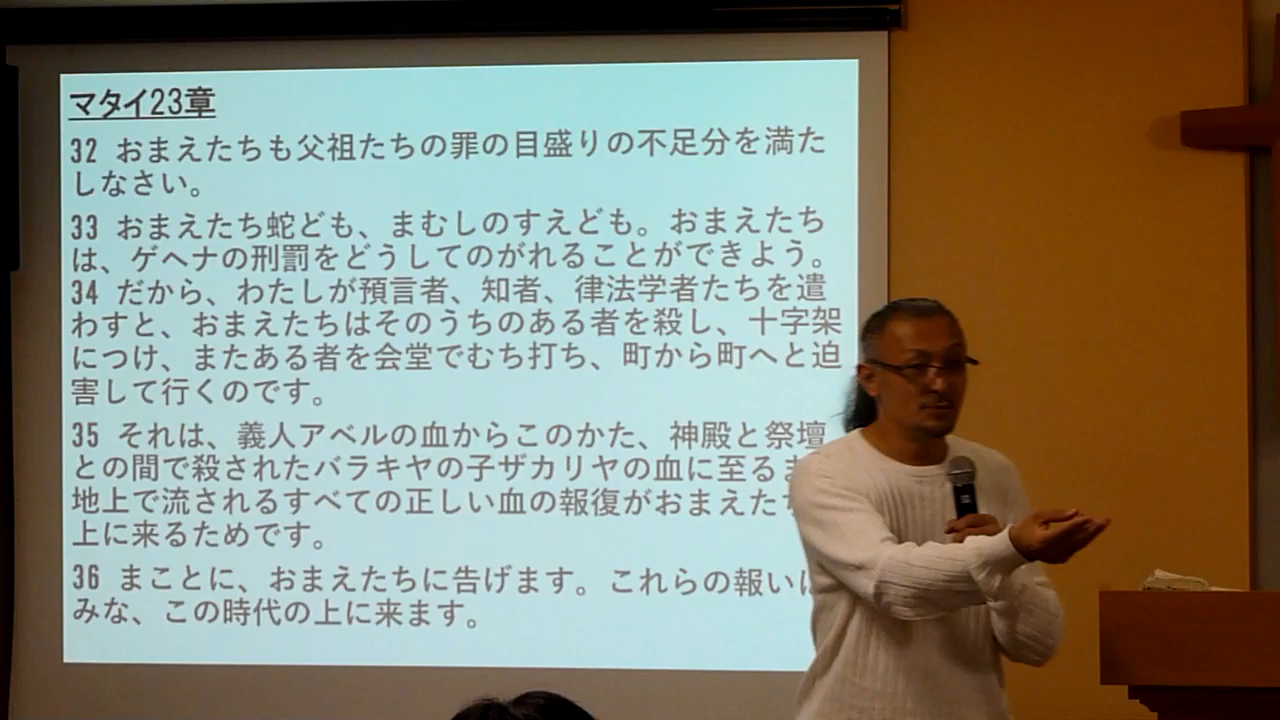 マタイ23章
32 おまえたちも父祖たちの罪の目盛りの不足分を満た
しなさい。
33 おまえたち蛇ども、まむしのすえども。おまえたち
は、ゲヘナの刑罰をどうしてのがれることができよう。
34 だから、わたしが預言者、知者、律法学者たちを遣
わすと、おまえたちはそのうちのある者を殺し、十字架
につけ、またある者を会堂でむち打ち、町から町へと迫
害して行くのです。
35 それは、義人アベルの血からこのかた、神殿と祭壇
との間で殺されたバラキヤの子ザカリヤの血に至るま
地上で流されるすべての正しい血の報復がおまえた
上に来るためです。
36 まことに、おまえたちに告げます。これらの報い
みな、この時代の上に来ます。